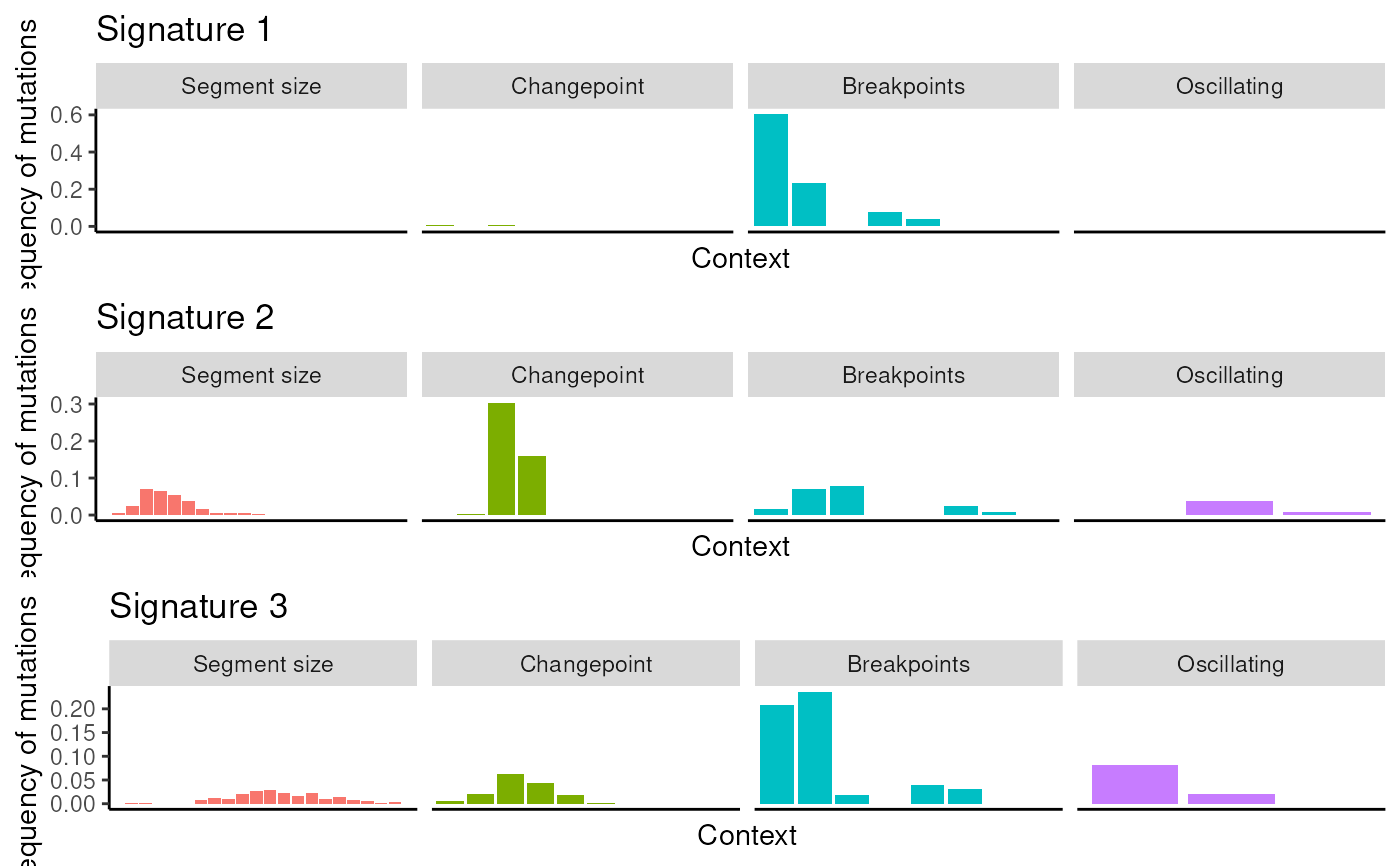 Signature 1
Segment size Changepoint Breakpoints Oscillating
equency of mutations
0.6
0.4
0.2
0.0
Context
Signature 2
Segment size Changepoint Breakpoints Oscillating
equency of mutations
0.3
0.2
0.1
0.0
Context
Signature 3
Segment size Changepoint Breakpoints Oscillating
equency of mutations
0.20
0.15
0.10
0.05
0.00
Context